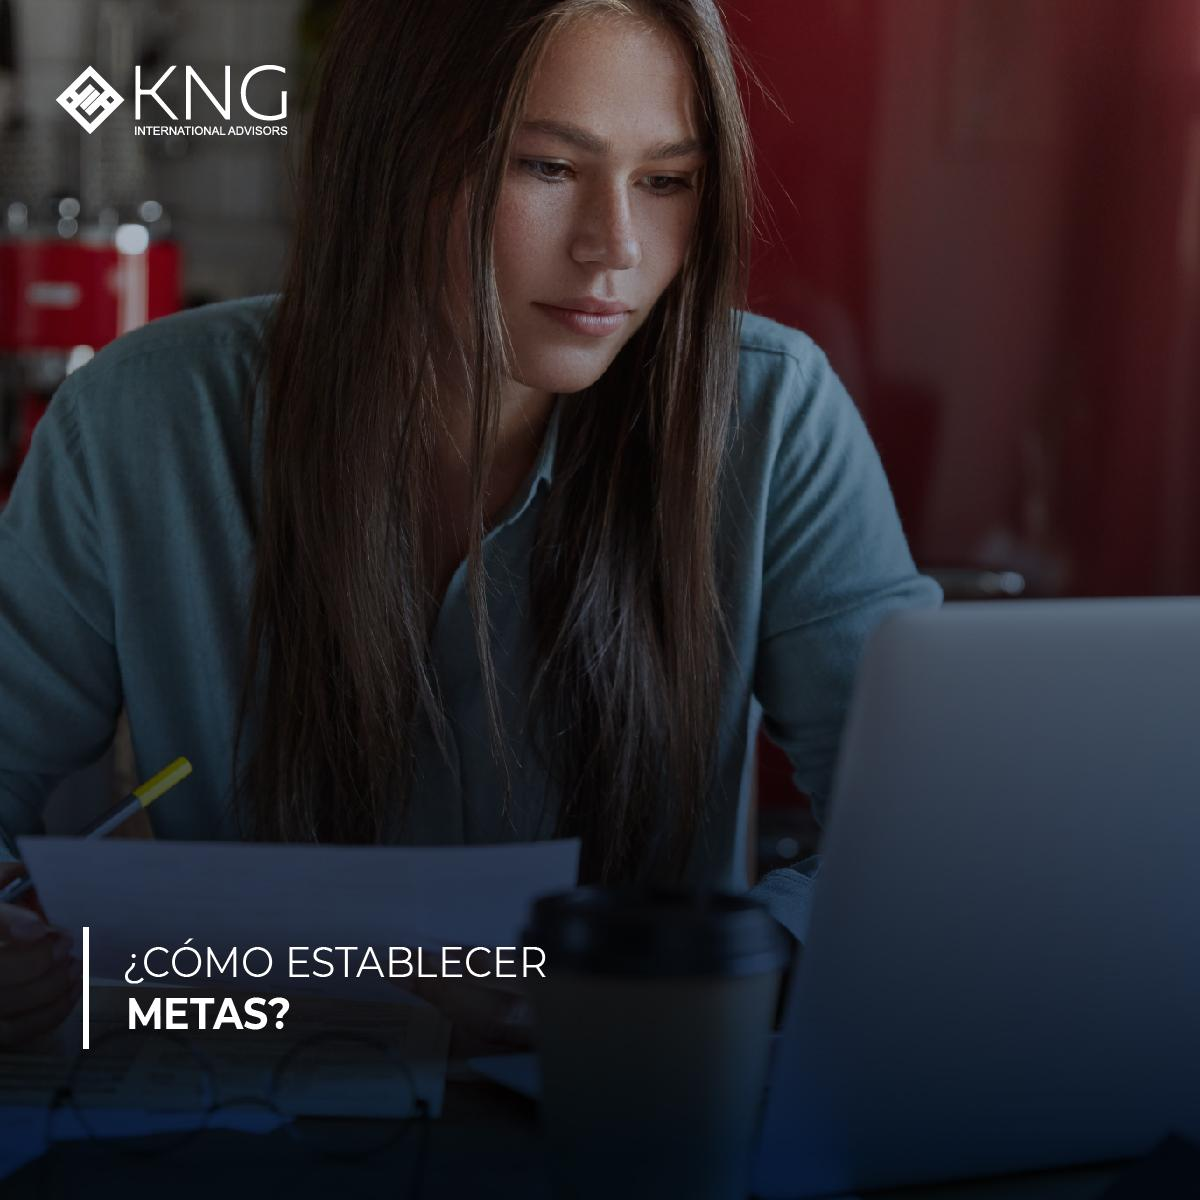 KNG
INTERNATIONAL ADVISORS
¿CÓMO ESTABLECER
METAS?